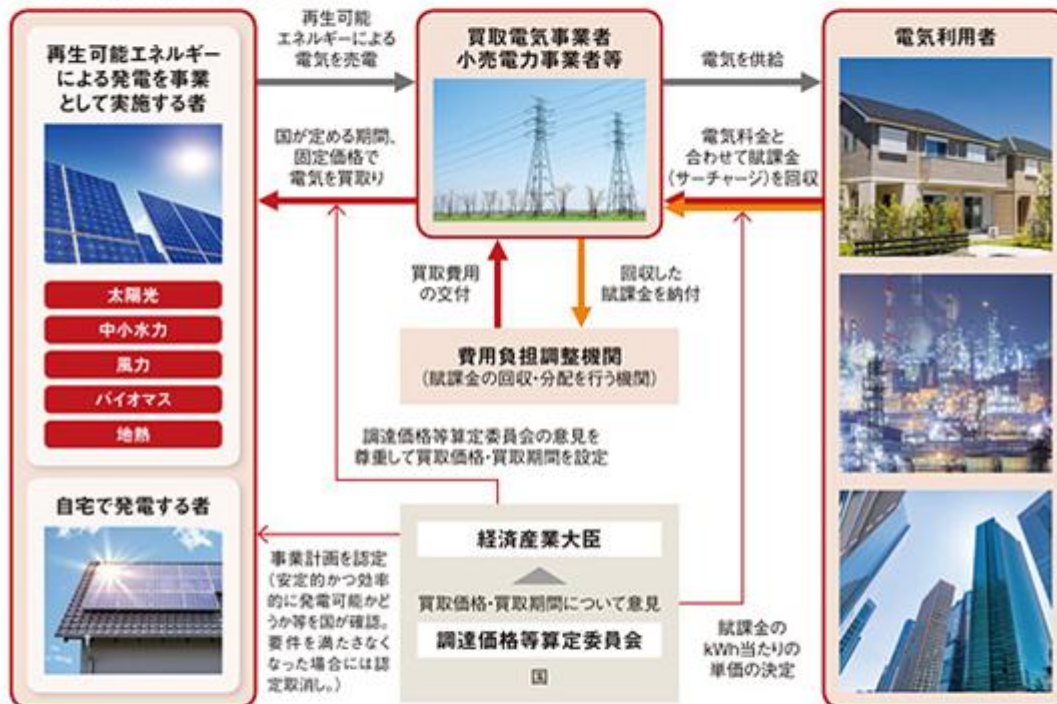 再生可能エネルギー
による発電を事業
として実施する者
太陽光
中小水力
風力
バイオマス
地熱
自宅で発電する者
再生可能
エネルギーによる
電気を売電
国が定める期間、
固定価格で
電気を買取り
買取電気事業者
小売電力事業者等
電気を供給
電気料金と
合わせて賦課金
（サーチャージ）を回収
買取費用
の交付
回収した
賦課金を納付
費用負担調整機関
（賦課金の回収・分配を行う機関）
調達価格等算定委員会の意見を
尊重して買取価格・買取期間を設定
事業計画を認定
（安定的かつ効率
的に発電可能かど
うか等を国が確認。
要件を満たさなく
なった場合には認
定取消し。）
経済産業大臣
買取価格・買取期間について意見
調達価格等算定委員会
国
賦課金の
kWh当たりの
単価の決定
電気利用者